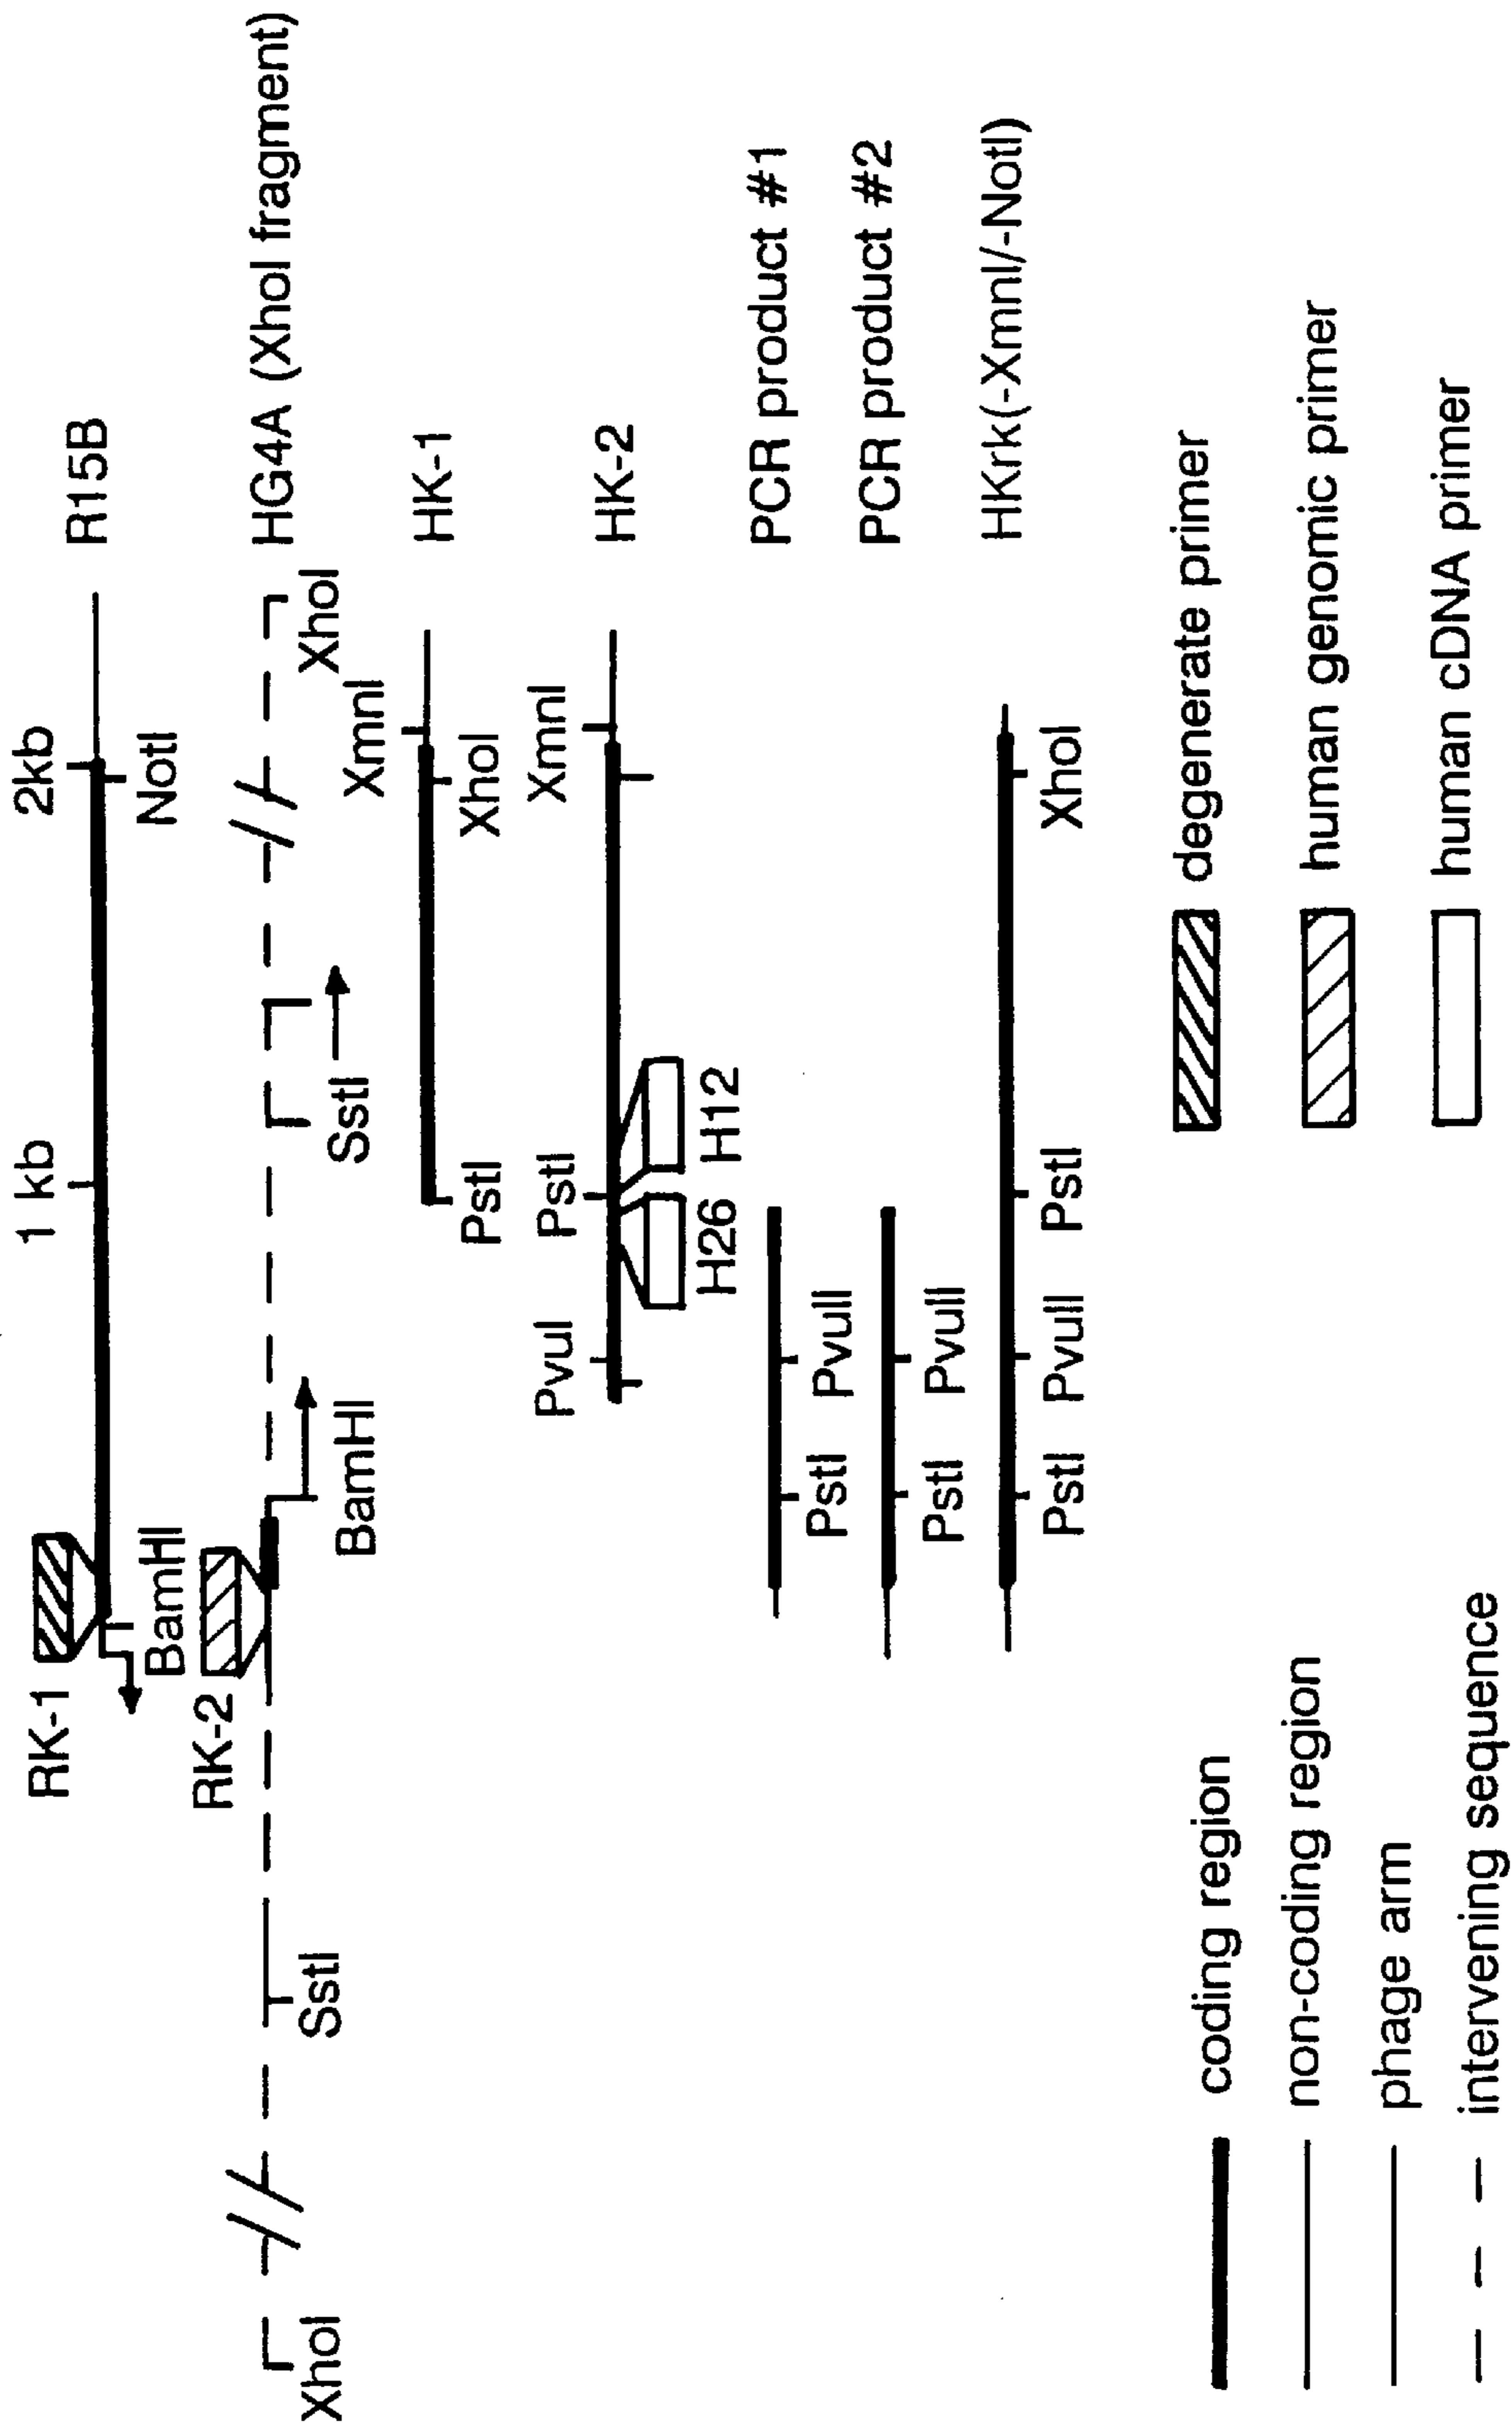 1 kb
2kb
RK-1
R15B
BamHI
NotI
RK-2
HG4A (XhoI fragment)
XhoI
SstI
BamHI
SstI
XhoI
XmnI
HK-1
PstI
XhoI
PvuI
PstI
XmnI
HK-2
H26
H12
PCR product #1
PstI
PvuII
PCR product #2
PstI
PvuII
HKrk(-XmnI/-NotI)
PstI
PvuII
PstI
XhoI
coding region
non-coding region
phage arm
intervening sequence
degenerate primer
human genomic primer
human cDNA primer